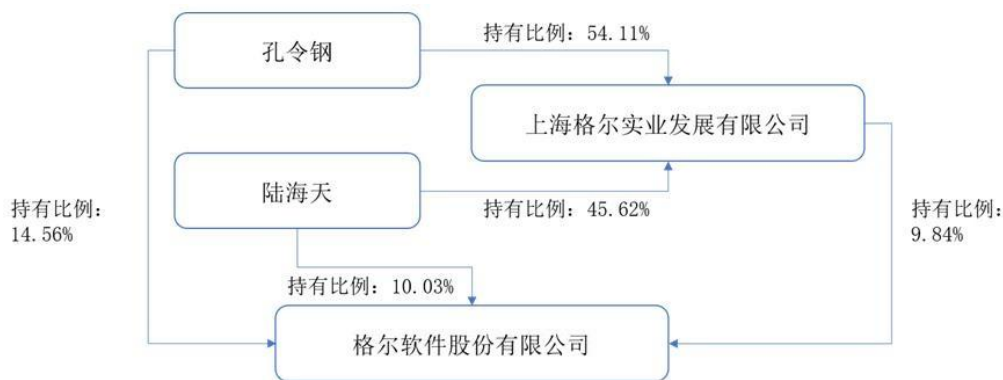 持有比例：54.11%
孔令钢
上海格尔实业发展有限公司
陆海天
持有比例：
14.56%
持有比例：45.62%
持有比例：
9.84%
持有比例：10.03%
格尔软件股份有限公司